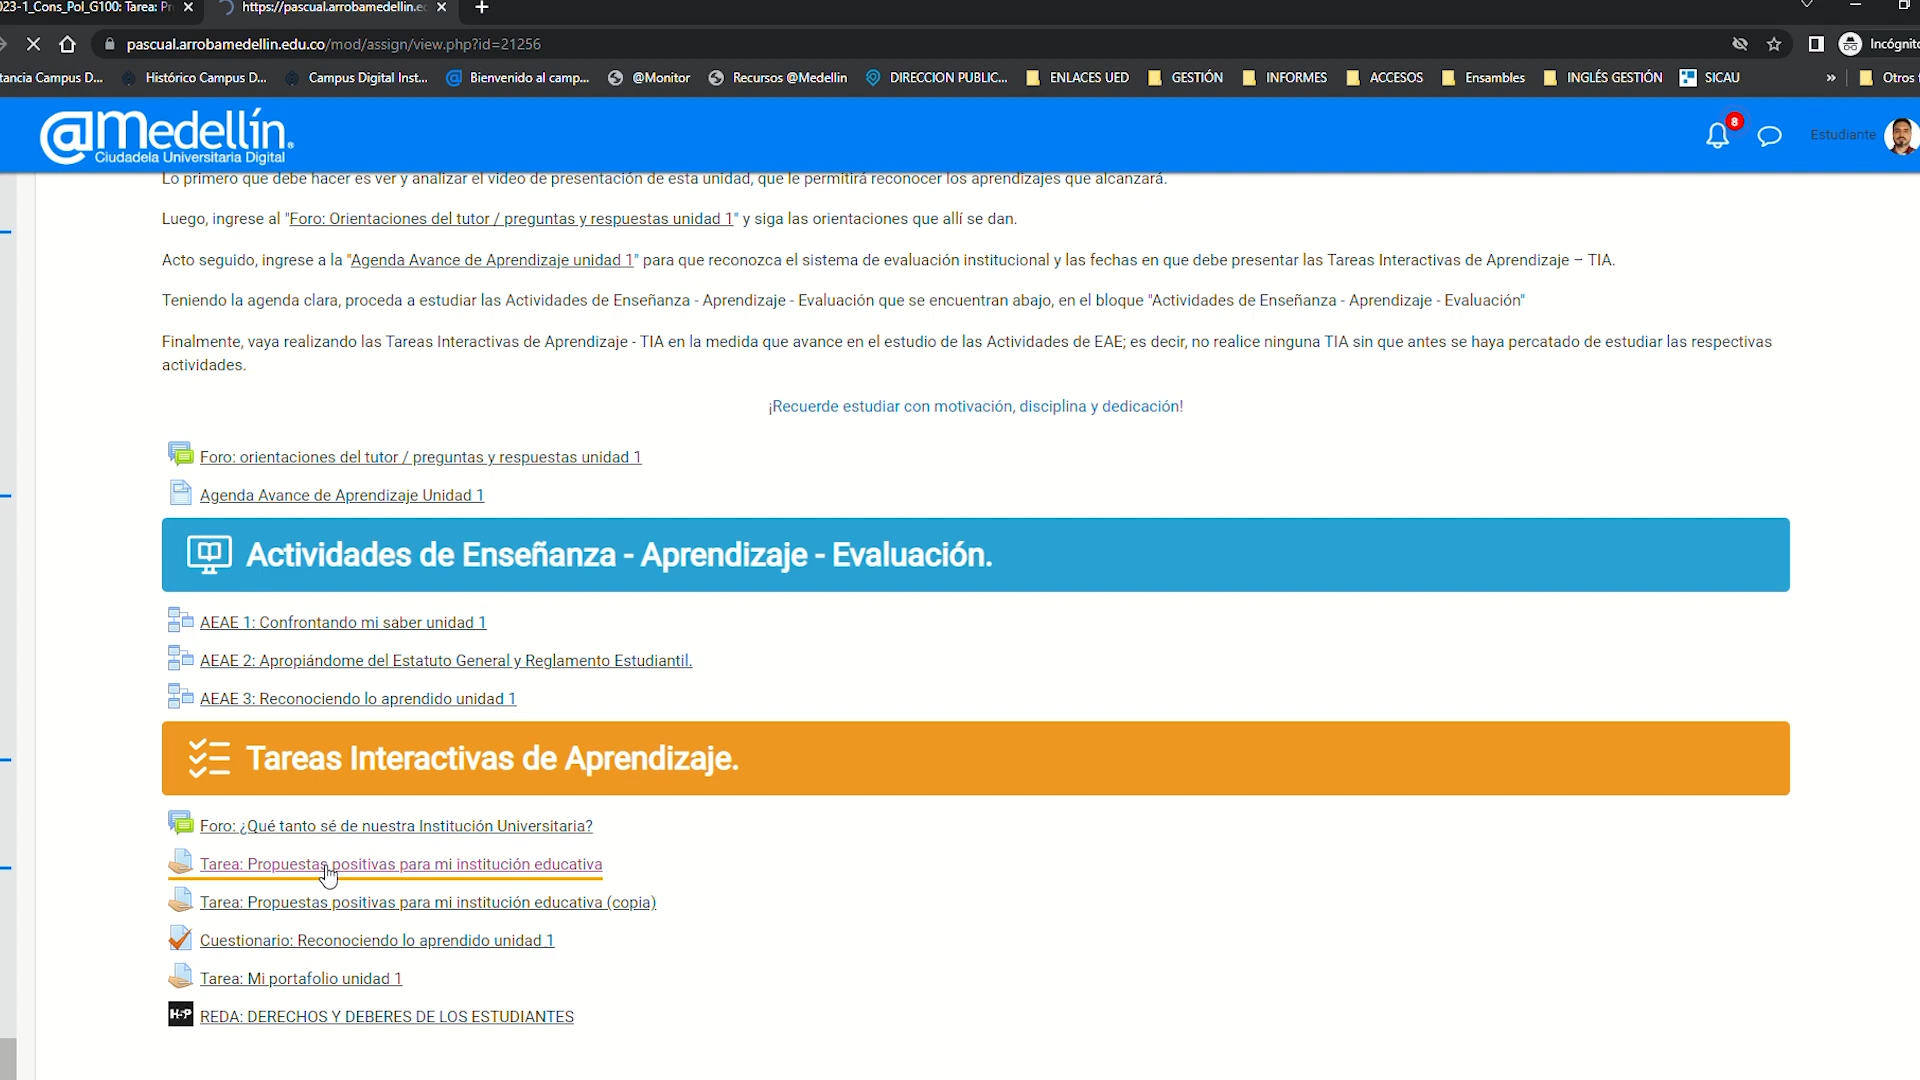 023-1_Cons_Pol_G100: Tarea: Pr
https://pascual.arrobamedellin.e
pascual.arrobamedellin.edu.co/mod/assign/view.php?id=21256
Incógnito
tancia Campus D...
Histórico Campus D...
Campus Digital Inst...
Bienvenido al camp...
@Monitor
Recursos @Medellin
DIRECCION PUBLIC...
ENLACES UED
GESTIÓN
INFORMES
ACCESOS
Ensambles
INGLÉS GESTIÓN
SICAU
»
Otros
@Medellín.
Ciudadela Universitaria Digital
8
Estudiante
Lo primero que debe hacer es ver y analizar el video de presentación de esta unidad, que le permitirá reconocer los aprendizajes que alcanzará.
Luego, ingrese al "Foro: Orientaciones del tutor / preguntas y respuestas unidad 1" y siga las orientaciones que allí se dan.
Acto seguido, ingrese a la "Agenda Avance de Aprendizaje unidad 1" para que reconozca el sistema de evaluación institucional y las fechas en que debe presentar las Tareas Interactivas de Aprendizaje – TIA.
Teniendo la agenda clara, proceda a estudiar las Actividades de Enseñanza - Aprendizaje - Evaluación que se encuentran abajo, en el bloque "Actividades de Enseñanza - Aprendizaje - Evaluación"
Finalmente, vaya realizando las Tareas Interactivas de Aprendizaje - TIA en la medida que avance en el estudio de las Actividades de EAE; es decir, no realice ninguna TIA sin que antes se haya percatado de estudiar las respectivas
actividades.
¡Recuerde estudiar con motivación, disciplina y dedicación!
Foro: orientaciones del tutor / preguntas y respuestas unidad 1
Agenda Avance de Aprendizaje Unidad 1
Actividades de Enseñanza - Aprendizaje - Evaluación.
AEAE 1: Confrontando mi saber unidad 1
AEAE 2: Apropiándome del Estatuto General y Reglamento Estudiantil.
AEAE 3: Reconociendo lo aprendido unidad 1
Tareas Interactivas de Aprendizaje.
Foro: ¿Qué tanto sé de nuestra Institución Universitaria?
Tarea: Propuestas positivas para mi institución educativa
Tarea: Propuestas positivas para mi institución educativa (copia)
Cuestionario: Reconociendo lo aprendido unidad 1
Tarea: Mi portafolio unidad 1
H5P REDA: DERECHOS Y DEBERES DE LOS ESTUDIANTES